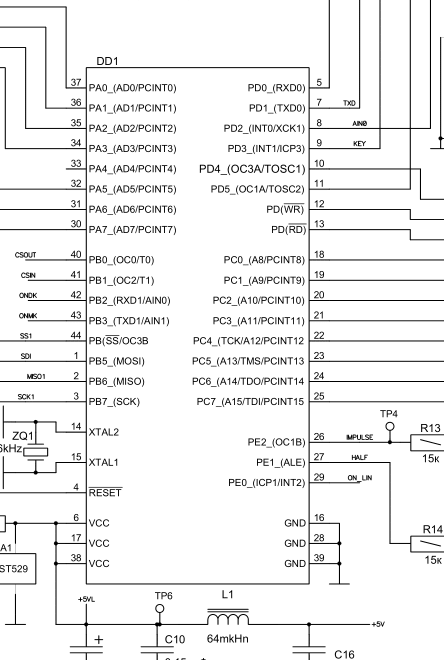 DD1
37 PA0_(AD0/PCINT0) PD0_(RXD0) 5
36 PA1_(AD1/PCINT1) PD1_(TXD0) 7 TXD
35 PA2_(AD2/PCINT2) PD2_(INT0/XCK1) 8 AIN0
34 PA3_(AD3/PCINT3) PD3_(INT1/ICP3) 9 KEY
33 PA4_(AD4/PCINT4) PD4_(OC3A/TOSC1) 10
32 PA5_(AD5/PCINT5) PD5_(OC1A/TOSC2) 11
31 PA6_(AD6/PCINT6) PD(WR) 12
30 PA7_(AD7/PCINT7) PD(RD) 13
CSOUT 40 PB0_(OC0/T0) PC0_(A8/PCINT8) 18
CSIN 41 PB1_(OC2/T1) PC1_(A9/PCINT9) 19
ONDK 42 PB2_(RXD1/AIN0) PC2_(A10/PCINT10) 20
ONMK 43 PB3_(TXD1/AIN1) PC3_(A11/PCINT11) 21
SS1 44 PB(SS/OC3B PC4_(TCK/A12/PCINT12) 22
SDI 1 PB5_(MOSI) PC5_(A13/TMS/PCINT13) 23
MISO1 2 PB6_(MISO) PC6_(A14/TDO/PCINT14) 24
SCK1 3 PB7_(SCK) PC7_(A15/TDI/PCINT15) 25
TP4
14 XTAL2 R13
ZQ1 PE2_(OC1B) 26 IMPULSE
6kHz 15 XTAL1 PE1_(ALE) 27 HALF 15к
4 RESET PE0_(ICP1/INT2) 29 ON_LIN
6 VCC GND 16
R14
17 VCC GND 28
A1
38 VCC GND 39 15к
ST529
+5VL TP6 L1
+5V
+ C10 64mkHn
C16